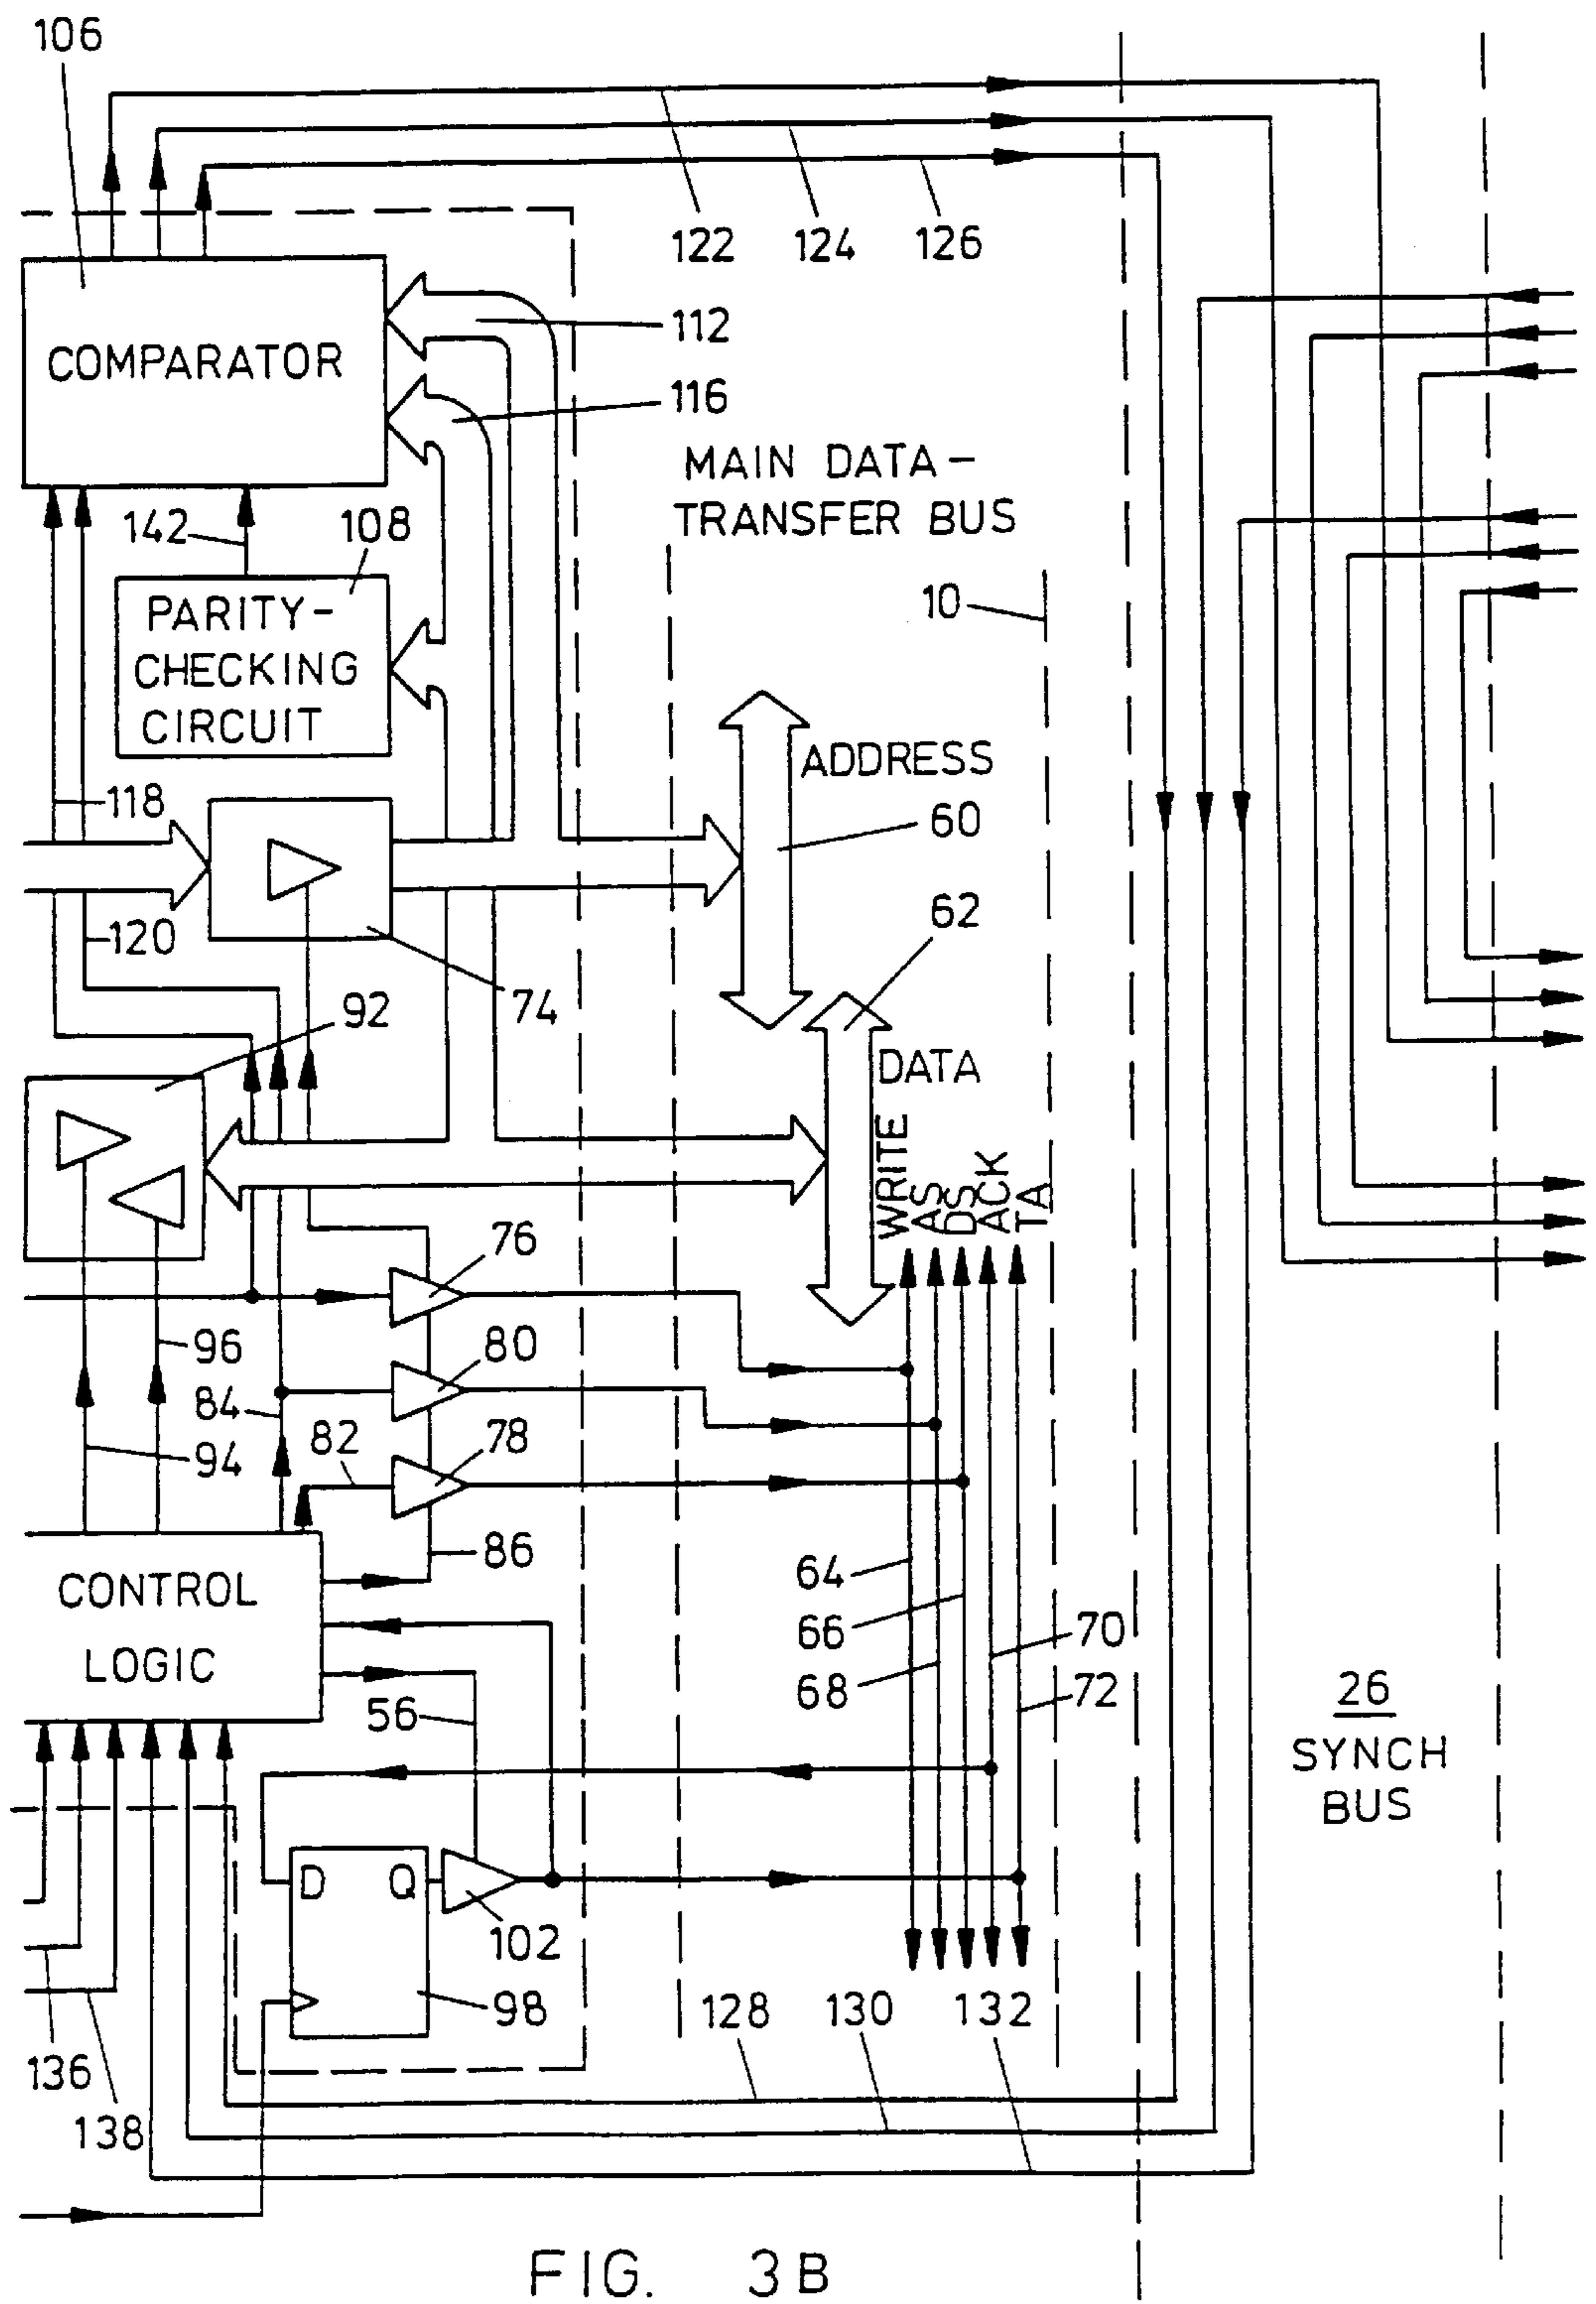 106
122 124 126
112
COMPARATOR
116
MAIN DATA-
TRANSFER BUS
142
108
10
PARITY-
CHECKING
CIRCUIT
ADDRESS
118
60
62
120
74
92
DATA
WRITE
AS
DS
ACK
TA
76
96
80
84
82
78
94
86
64
CONTROL
LOGIC
66
70
68
72
56
26
SYNCH
BUS
D Q
102
98
128 130 132
136
138
FIG. 3B